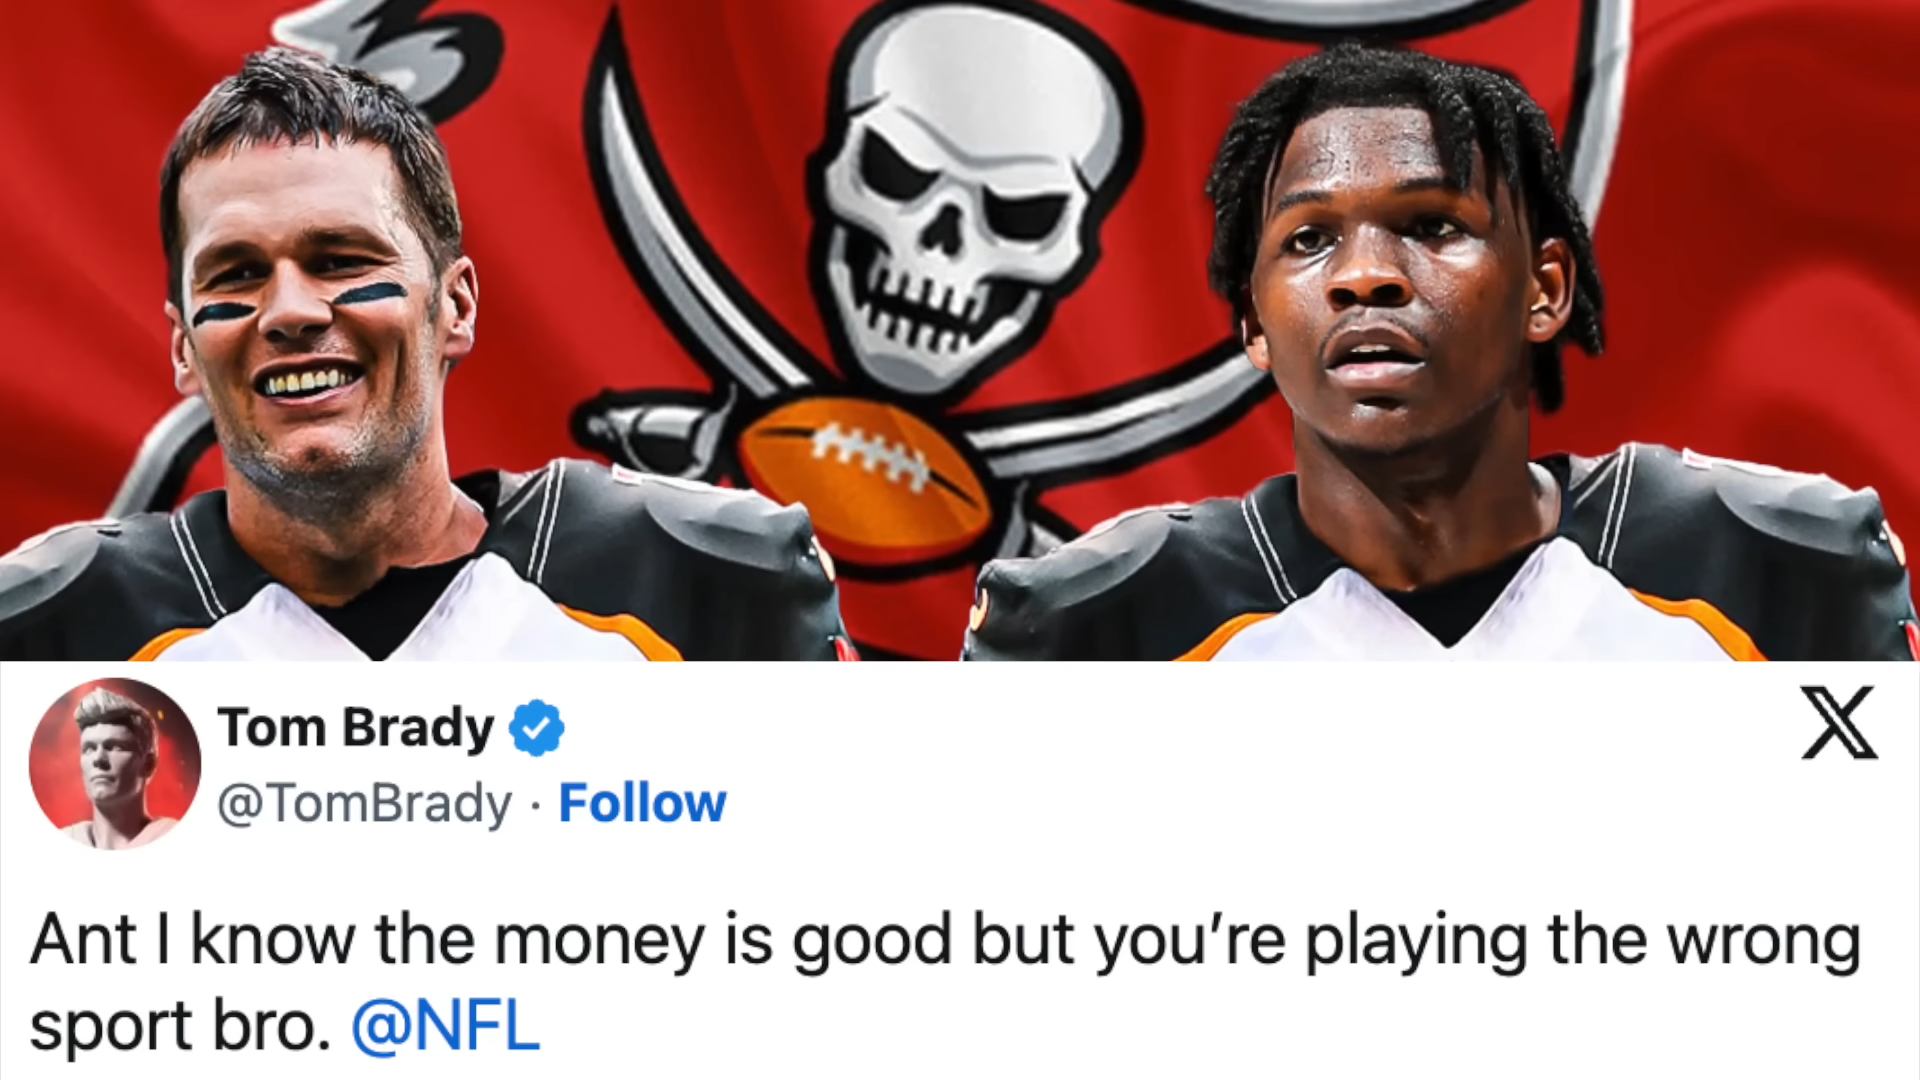 Tom Brady
@TomBrady · Follow
Ant I know the money is good but you’re playing the wrong
sport bro. @NFL